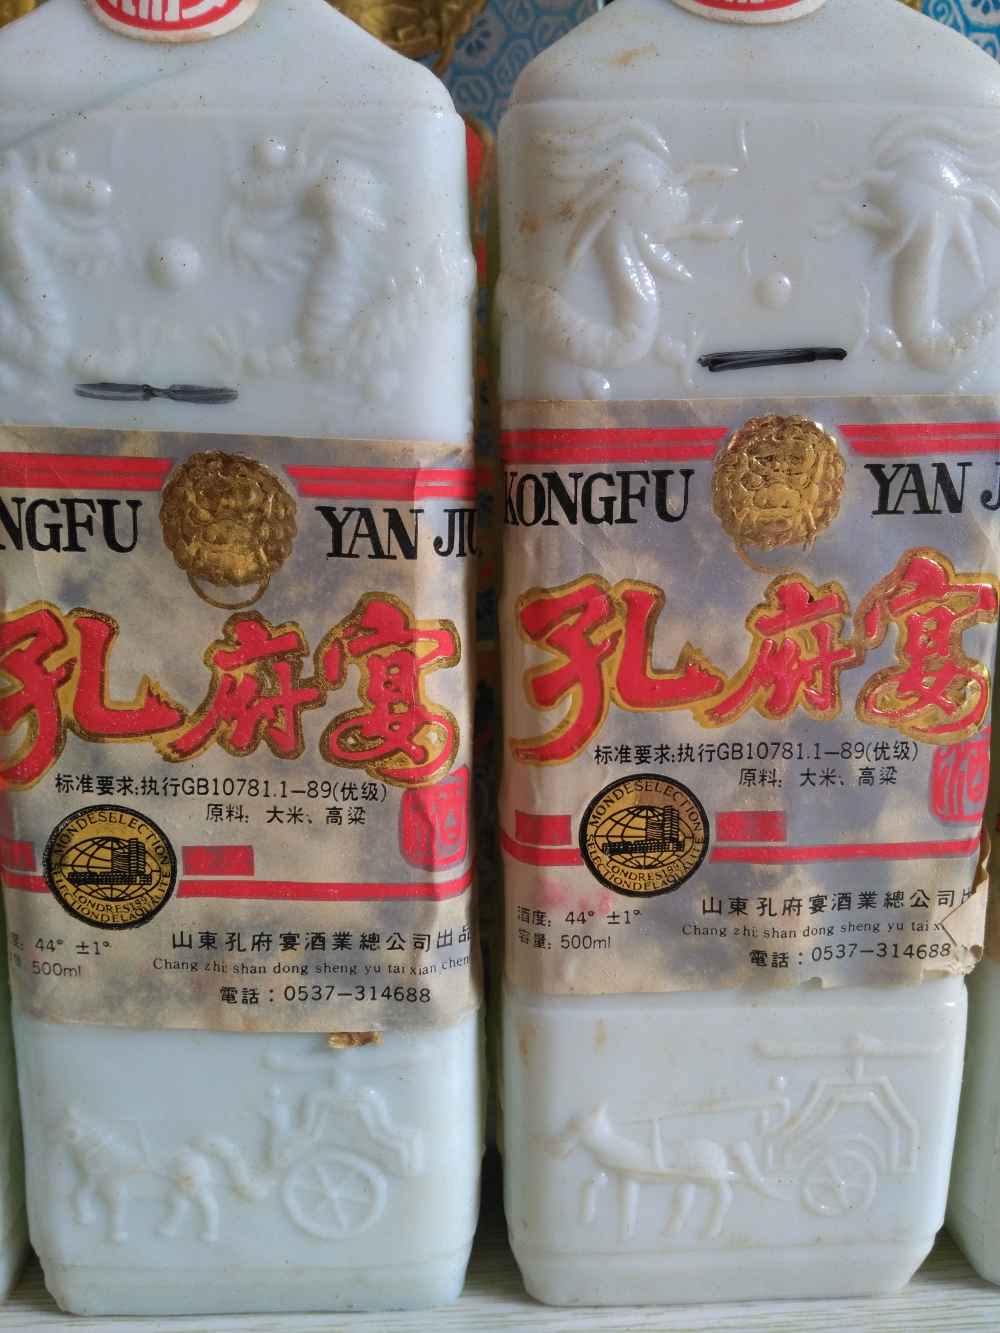 NGFU YAN JIU
孔府宴
标准要求:执行GB10781.1—89(优级)
原料: 大米、高粱
酒
MONDESELECTION
LONDRES199
44° ±1°
500ml
山東孔府宴酒業總公司出品
Chang zhi: shan dong sheng yu tai xian chen
電話：0537—314688
KONGFU YAN J
孔府宴
标准要求:执行GB10781.1—89(优级)
原料: 大米、高粱
酒
MONDESELECTION
LONDRES199
酒度: 44° ±1°
容量: 500ml
山東孔府宴酒業總公司出
Chang zhi: shan dong sheng yu tai x
電話：0537—314688